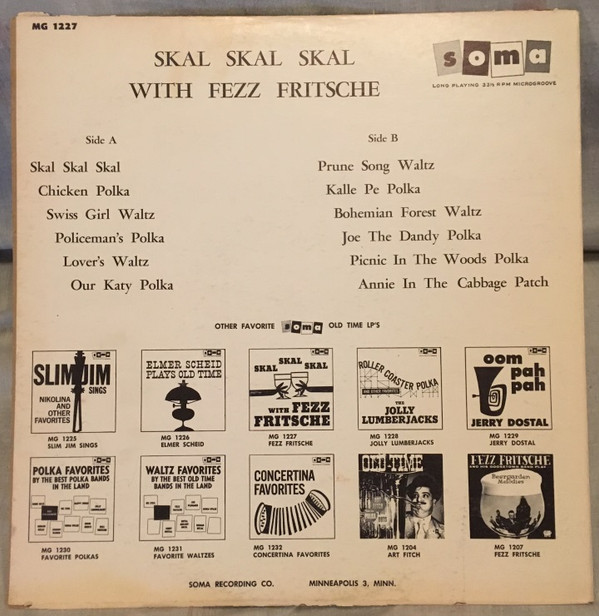 MG 1227
SKAL SKAL SKAL
WITH FEZZ FRITSCHE
soma
LONG PLAYING 33⅓ RPM MICROGROOVE
Side A
Skal Skal Skal
Chicken Polka
Swiss Girl Waltz
Policeman's Polka
Lover's Waltz
Our Katy Polka
Side B
Prune Song Waltz
Kalle Pe Polka
Bohemian Forest Waltz
Joe The Dandy Polka
Picnic In The Woods Polka
Annie In The Cabbage Patch
OTHER FAVORITE soma OLD TIME LP'S
SLIM JIM
SINGS
NIKOLINA
AND
OTHER
FAVORITES
MG 1225
SLIM JIM SINGS
ELMER SCHEID
PLAYS OLD TIME
MG 1226
ELMER SCHEID
SKAL SKAL SKAL
WITH FEZZ
FRITSCHE
MG 1227
FEZZ FRITSCHE
ROLLER COASTER POLKA
THE
JOLLY
LUMBERJACKS
MG 1228
JOLLY LUMBERJACKS
oom
pah
pah
JERRY DOSTAL
MG 1229
JERRY DOSTAL
POLKA FAVORITES
BY THE BEST POLKA BANDS
IN THE LAND
MG 1230
FAVORITE POLKAS
WALTZ FAVORITES
BY THE BEST OLD TIME
BANDS IN THE LAND
MG 1231
FAVORITE WALTZES
CONCERTINA
FAVORITES
MG 1232
CONCERTINA FAVORITES
OLD TIME
MG 1204
ART FITCH
FEZZ FRITSCHE
Beergarden
Melodies
MG 1207
FEZZ FRITSCHE
SOMA RECORDING CO. MINNEAPOLIS 3, MINN.